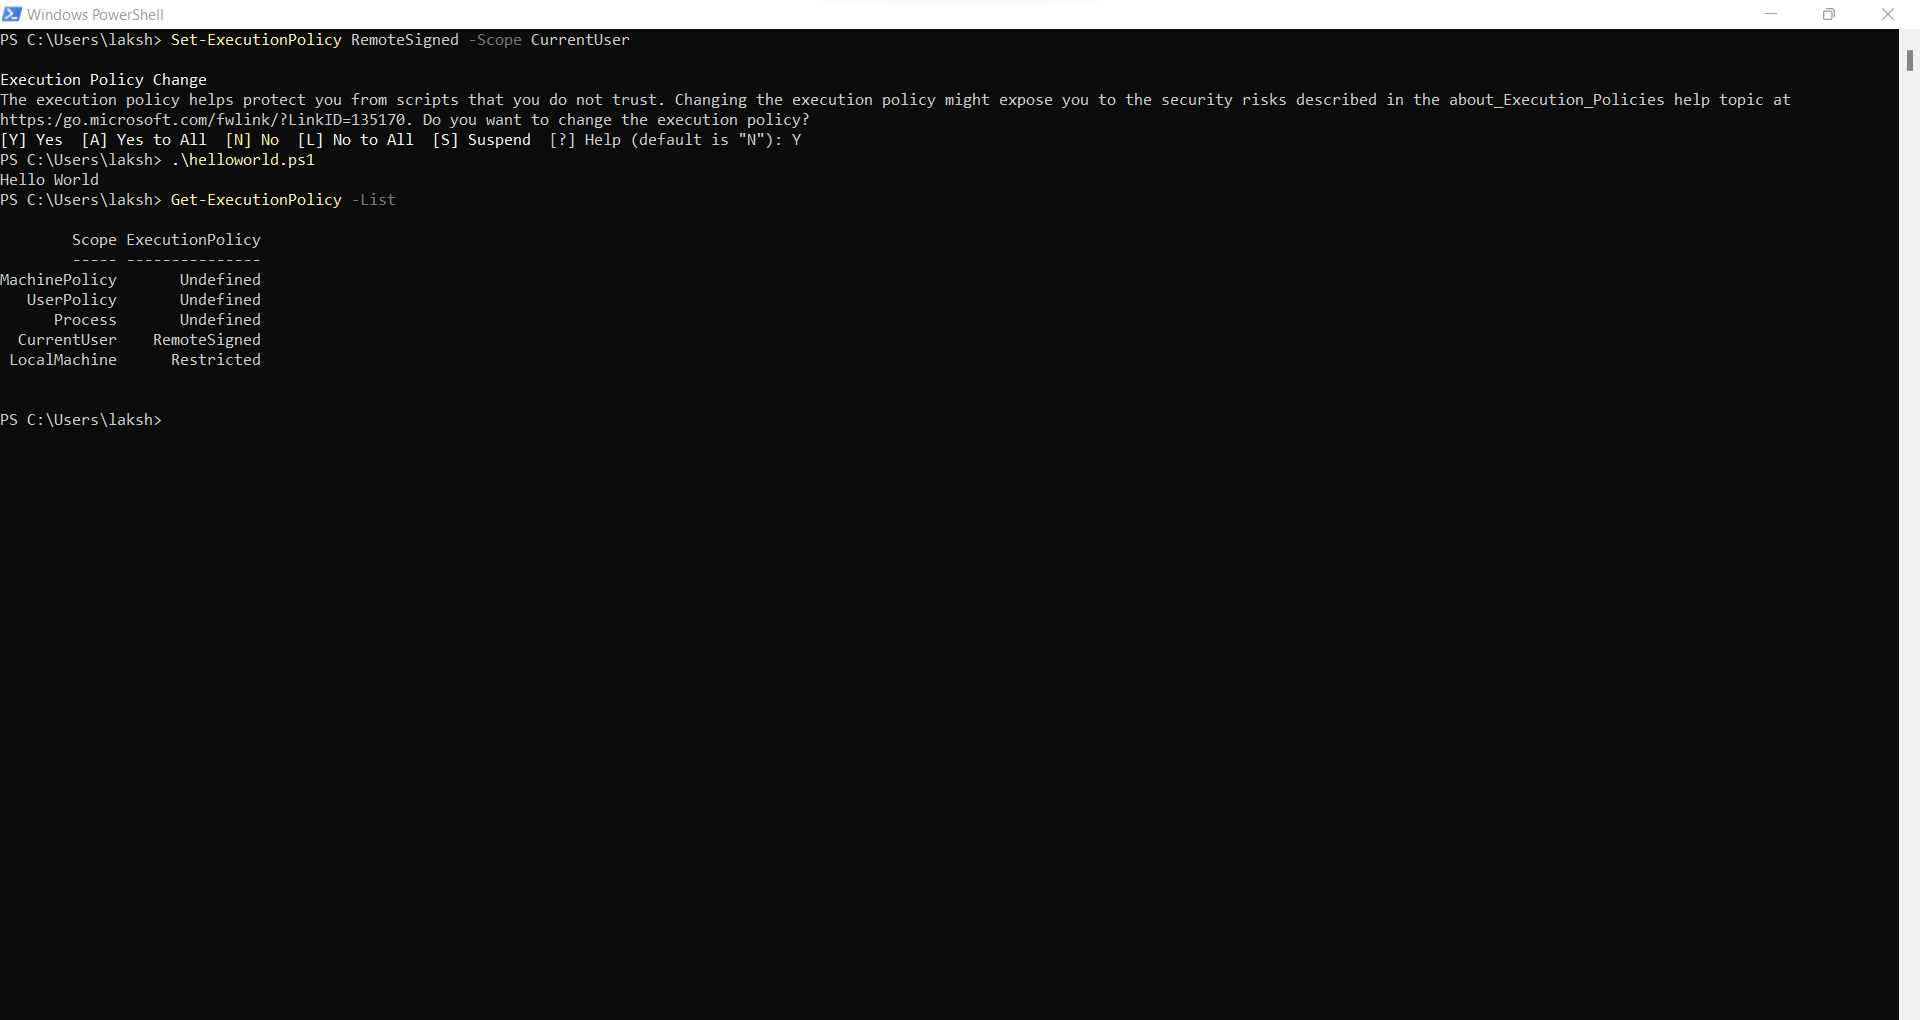 Windows PowerShell
PS C:\Users\laksh> Set-ExecutionPolicy RemoteSigned -Scope CurrentUser
Execution Policy Change
The execution policy helps protect you from scripts that you do not trust. Changing the execution policy might expose you to the security risks described in the about_Execution_Policies help topic at
https:/go.microsoft.com/fwlink/?LinkID=135170. Do you want to change the execution policy?
[Y] Yes  [A] Yes to All  [N] No  [L] No to All  [S] Suspend  [?] Help (default is "N"): Y
PS C:\Users\laksh> .\helloworld.ps1
Hello World
PS C:\Users\laksh> Get-ExecutionPolicy -List
Scope ExecutionPolicy
----- ---------------
MachinePolicy       Undefined
UserPolicy       Undefined
Process       Undefined
CurrentUser    RemoteSigned
LocalMachine      Restricted
PS C:\Users\laksh>